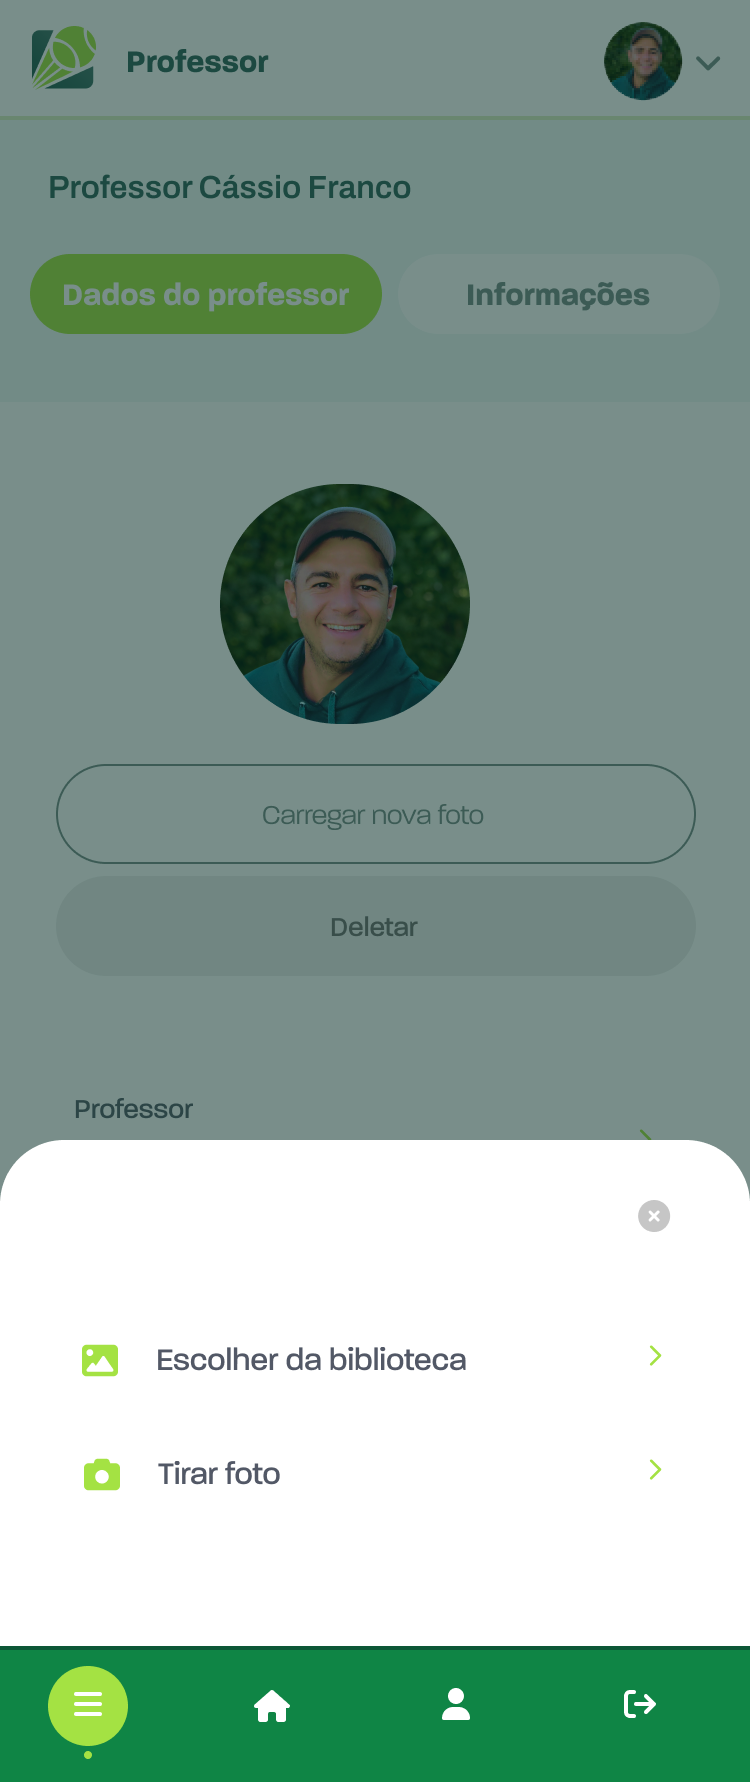 Professor
Professor Cássio Franco
Dados do professor
Informações
Carregar nova foto
Deletar
Professor
Escolher da biblioteca
Tirar foto